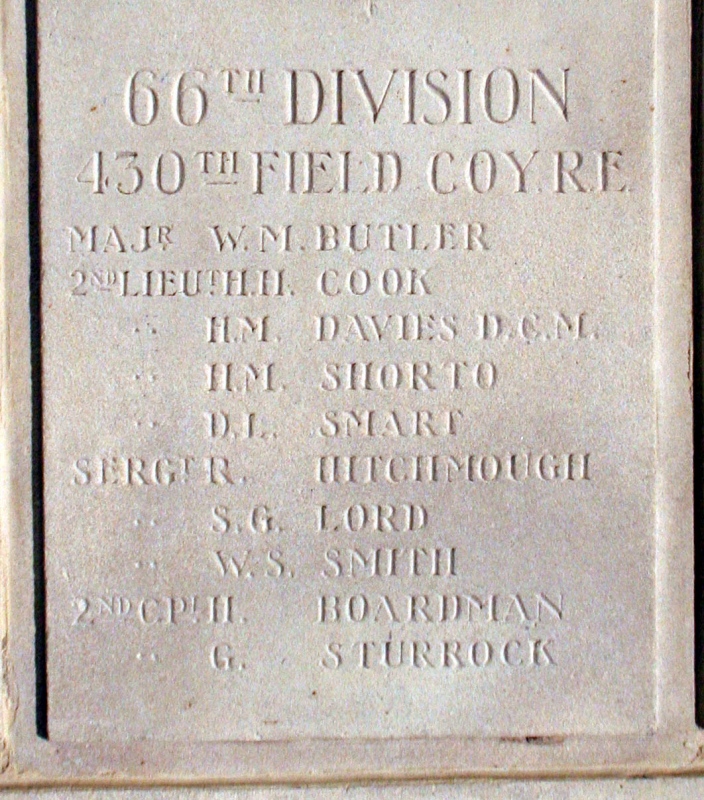 66TH DIVISION
430TH FIELD COY. R.E.
MAJR W.M. BUTLER
2ND LIEUT H.H. COOK
" H.M. DAVIES D.C.M.
" H.M. SHORTO
" D.L. SMART
SERGT R. HITCHMOUGH
" S.G. LORD
" W.S. SMITH
2ND CPL H. BOARDMAN
" G. STURROCK